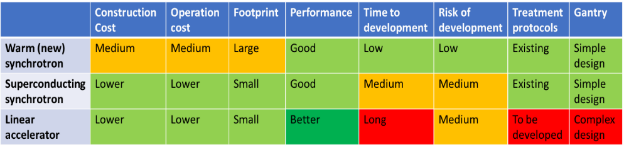 Construction Cost Operation cost Footprint Performance Time to development Risk of development Treatment protocols Gantry
Warm (new) synchrotron Medium Medium Large Good Low Low Existing Simple design
Superconducting synchrotron Lower Lower Small Good Medium Medium Existing Simple design
Linear accelerator Lower Lower Small Better Long Medium To be developed Complex design